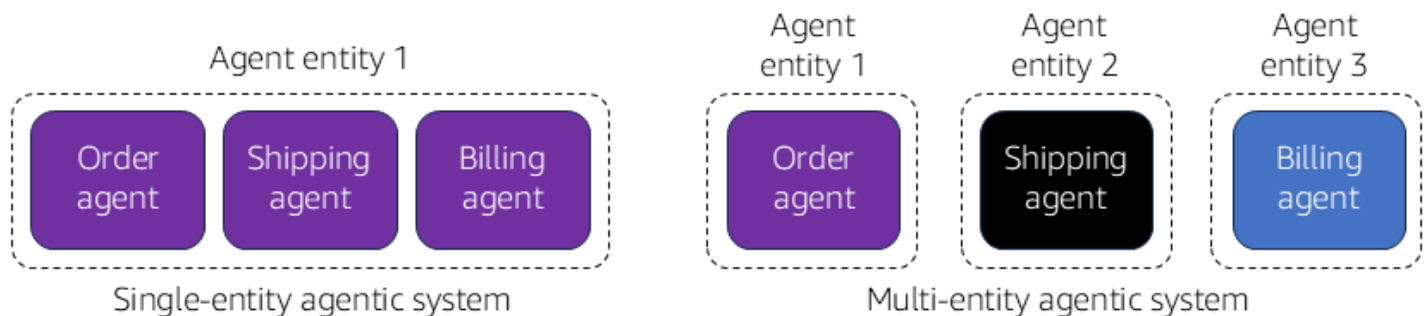 Agent entity 1
Order
agent
Shipping
agent
Billing
agent
Single-entity agentic system
Agent
entity 1
Order
agent
Agent
entity 2
Shipping
agent
Agent
entity 3
Billing
agent
Multi-entity agentic system